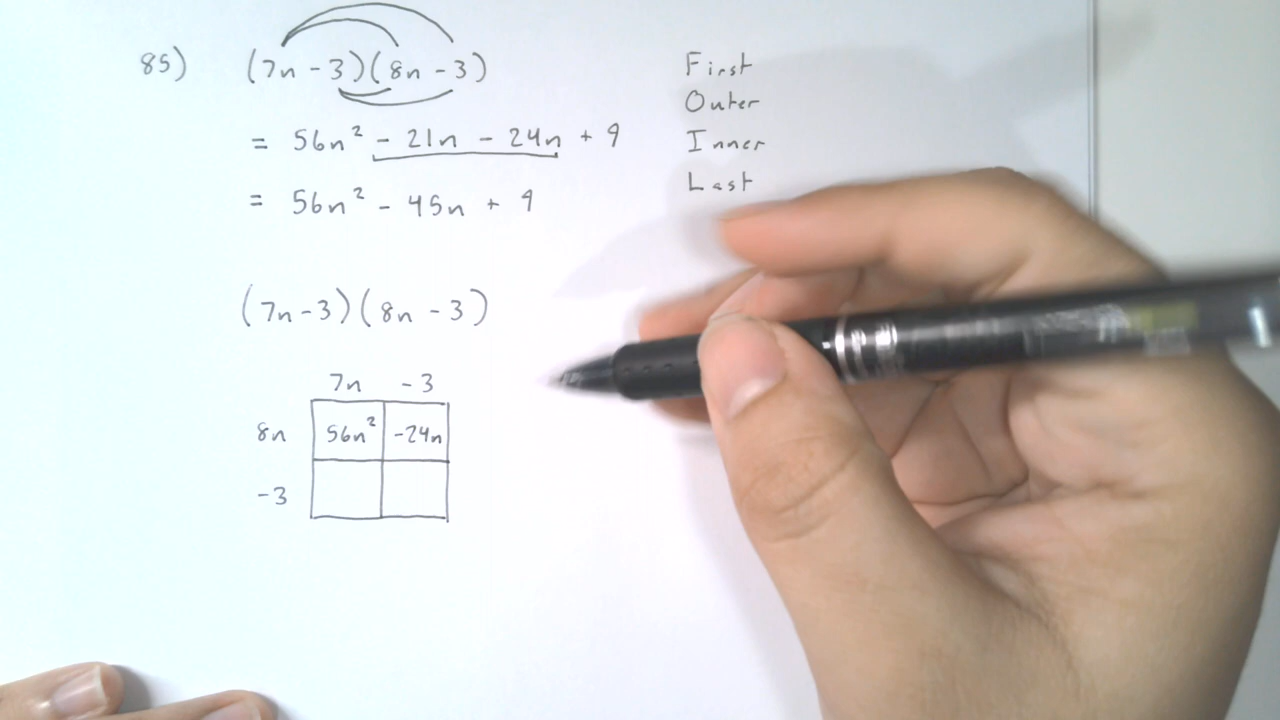 85) (7n - 3)(8n - 3)
= 56n² - 21n - 24n + 9
= 56n² - 45n + 9
First
Outer
Inner
Last
(7n - 3)(8n - 3)
7n -3
8n 56n² -24n
-3